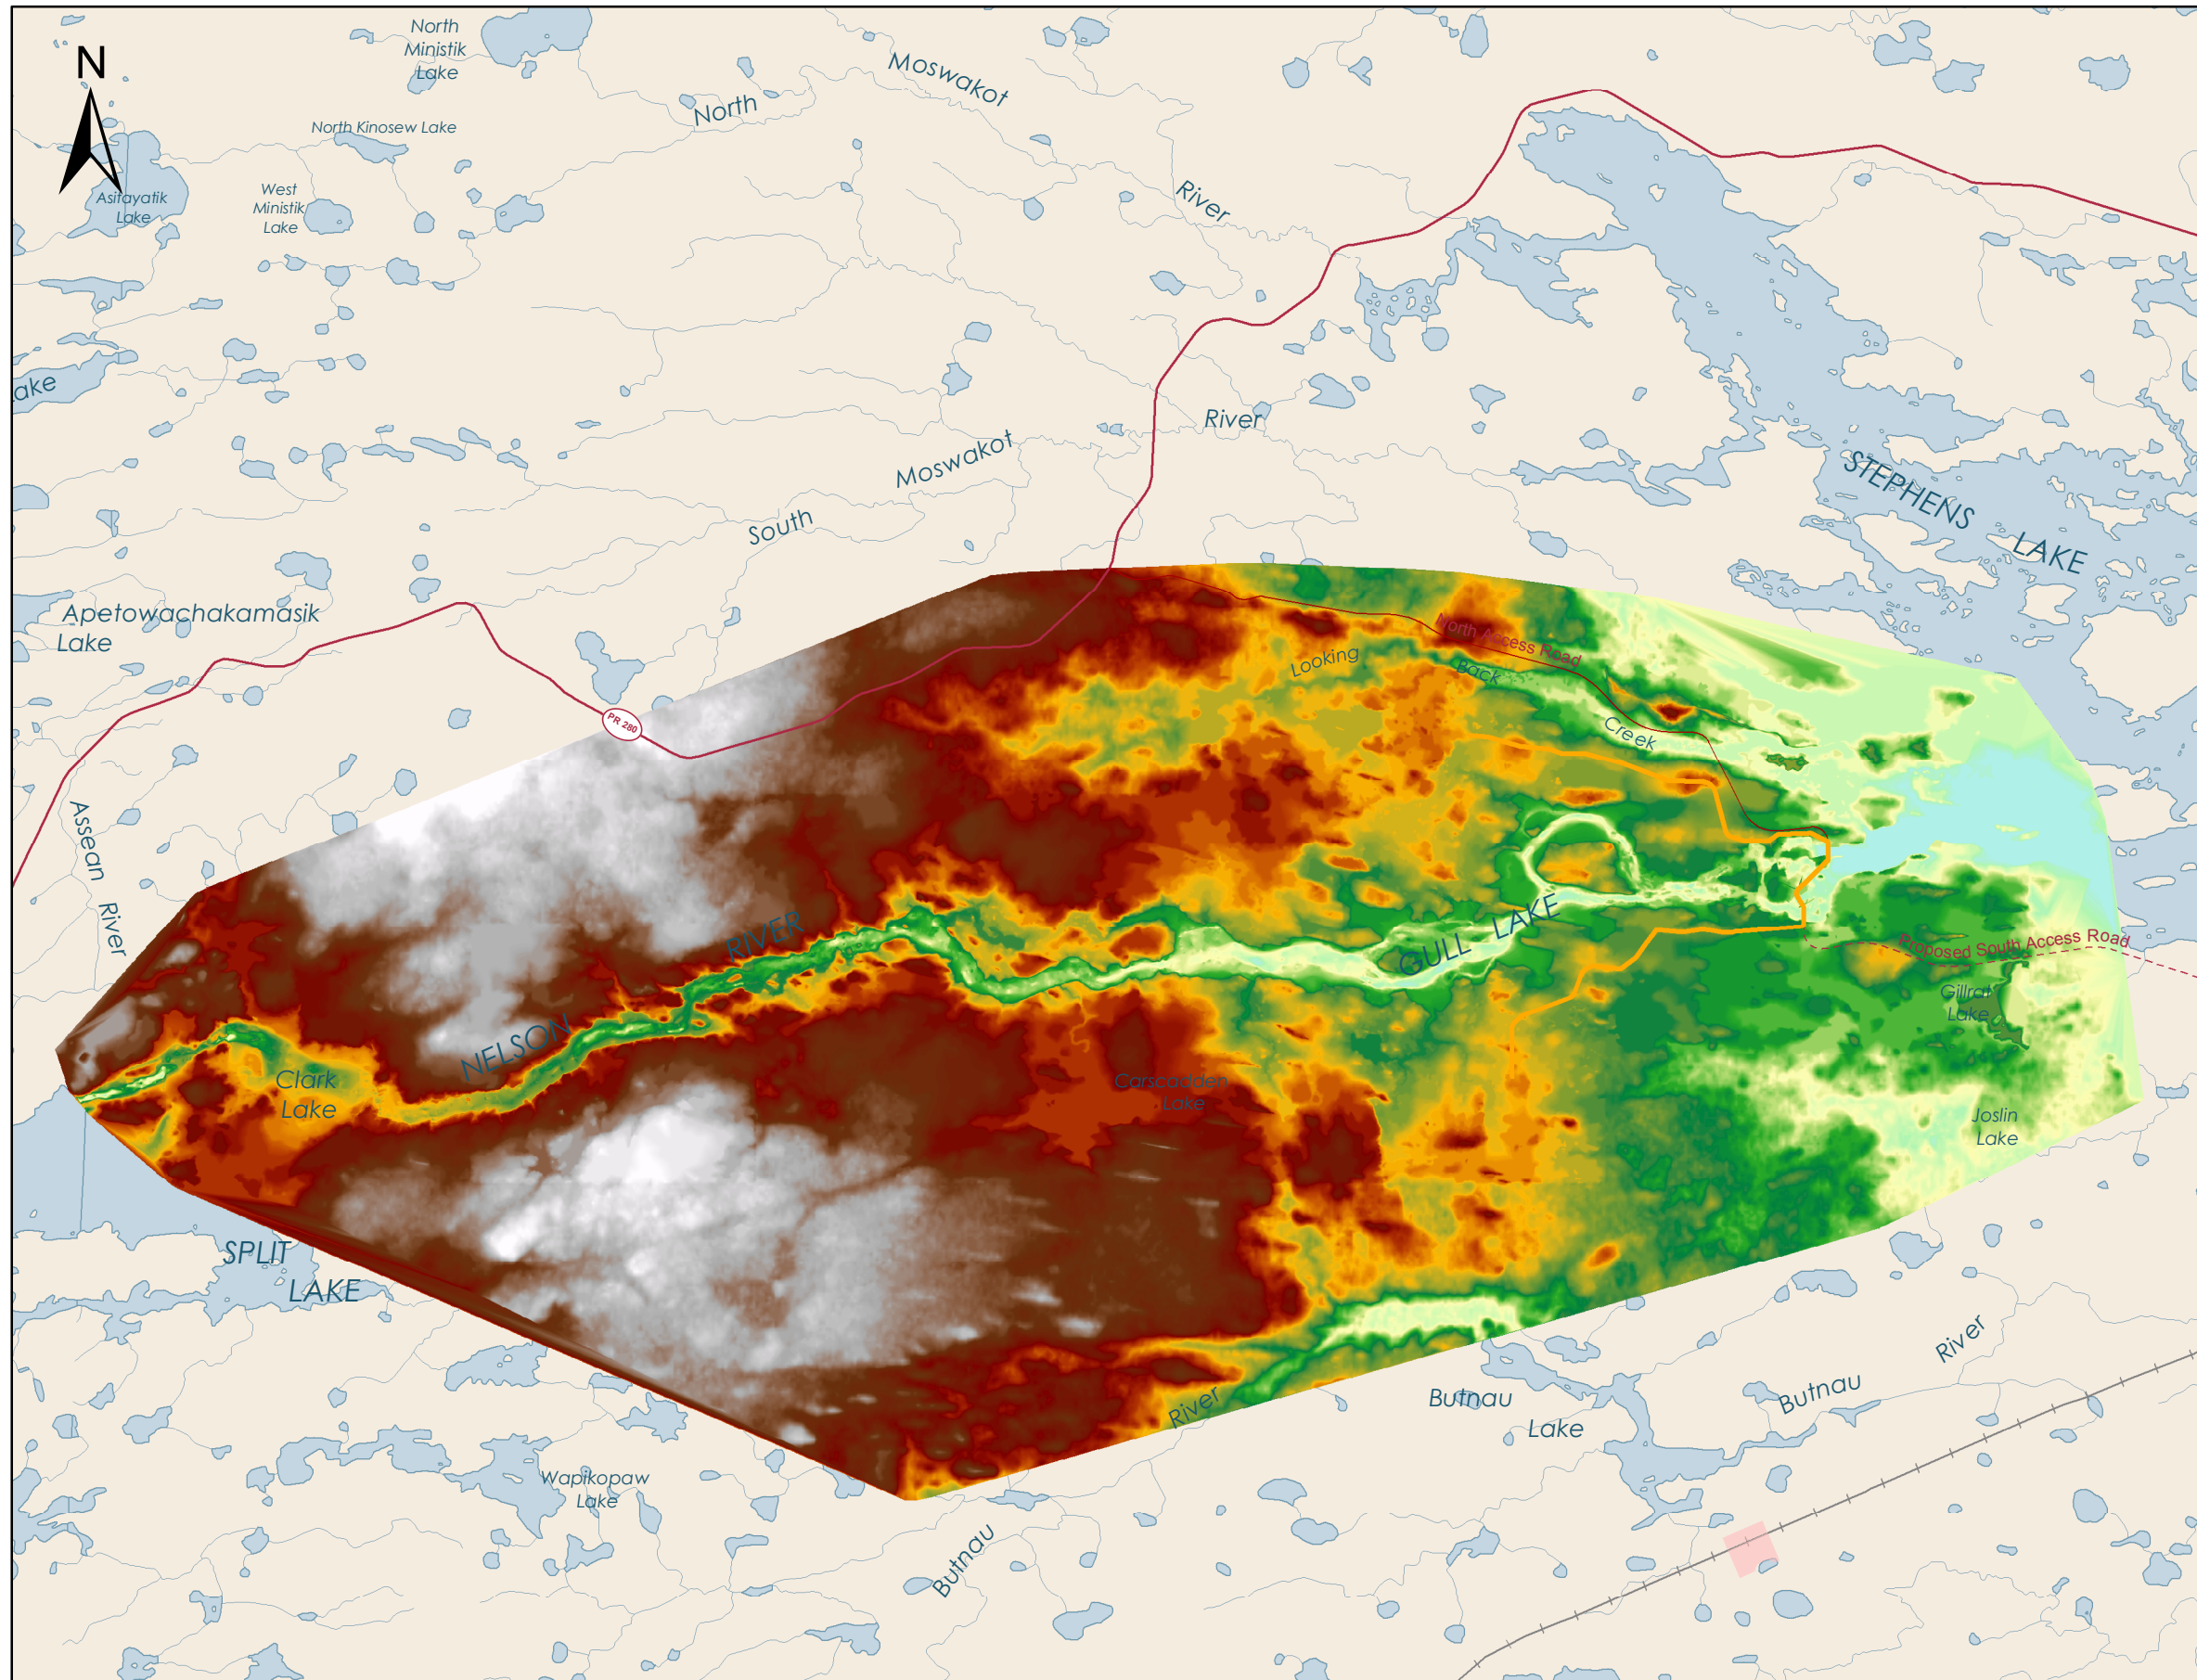 N
North
Ministik
Lake
Moswakot
North
North Kinosew Lake
Asitayatik
Lake
West
Ministik
Lake
River
ake
River
Moswakot
South
STEPHENS
LAKE
Apetowachakamasik
Lake
North Access Road
Looking
Back
Creek
PR 280
Assean
River
RIVER
NELSON
GULL LAKE
Proposed South Access Road
Gillrat
Lake
Clark
Lake
Carscadden
Lake
Joslin
Lake
SPLIT
LAKE
River
Butnau
Lake
Butnau
River
Wapikopaw
Lake
Butnau